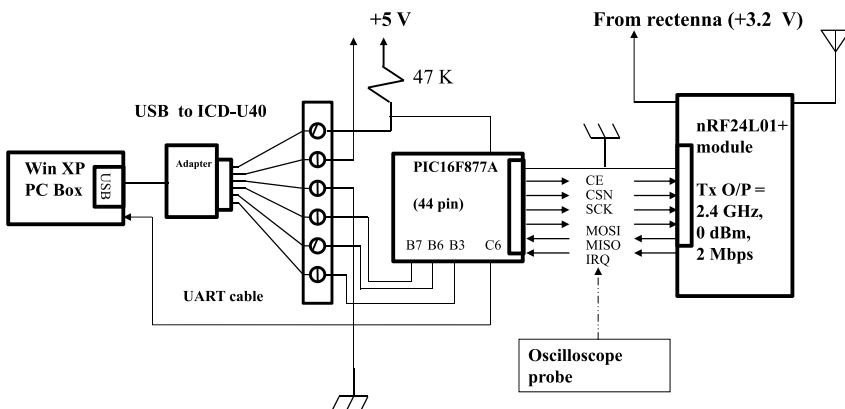 +5 V
From rectenna (+3.2 V)
47 K
USB to ICD-U40
nRF24L01+
module
Tx O/P =
2.4 GHz,
0 dBm,
2 Mbps
Win XP
PC Box
USB
Adapter
PIC16F877A
(44 pin)
B7 B6 B3 C6
CE
CSN
SCK
MOSI
MISO
IRQ
UART cable
Oscilloscope
probe